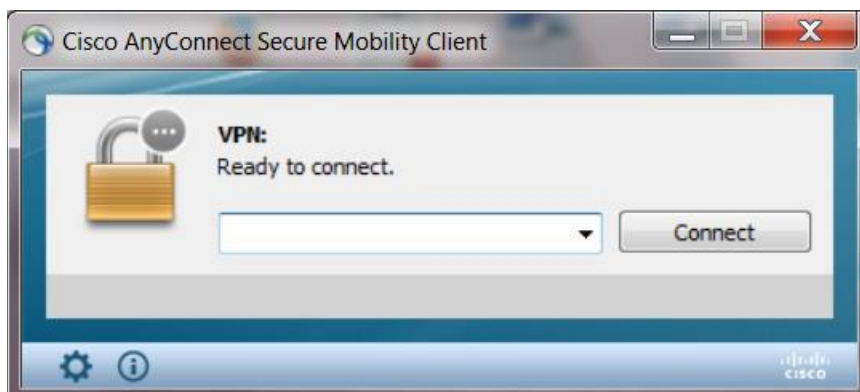 Cisco AnyConnect Secure Mobility Client
VPN:
Ready to connect.
Connect
CISCO